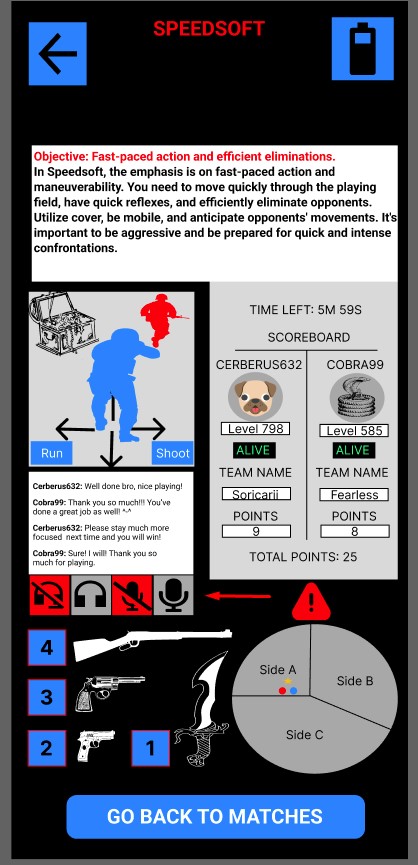 SPEEDSOFT
Objective: Fast-paced action and efficient eliminations.
In Speedsoft, the emphasis is on fast-paced action and
maneuverability. You need to move quickly through the playing
field, have quick reflexes, and efficiently eliminate opponents.
Utilize cover, be mobile, and anticipate opponents' movements. It's
important to be aggressive and be prepared for quick and intense
confrontations.
TIME LEFT: 5M 59S
SCOREBOARD
CERBERUS632 COBRA99
Level 798 Level 585
ALIVE ALIVE
TEAM NAME TEAM NAME
Soricarii Fearless
POINTS POINTS
9 8
TOTAL POINTS: 25
Run Shoot
Cerberus632: Well done bro, nice playing!
Cobra99: Thank you so much!!! You've
done a great job as well! ^-^
Cerberus632: Please stay much more
focused next time and you will win!
Cobra99: Sure! I will! Thank you so
much for playing.
!
4
3
2 1
Side A
Side B
Side C
GO BACK TO MATCHES